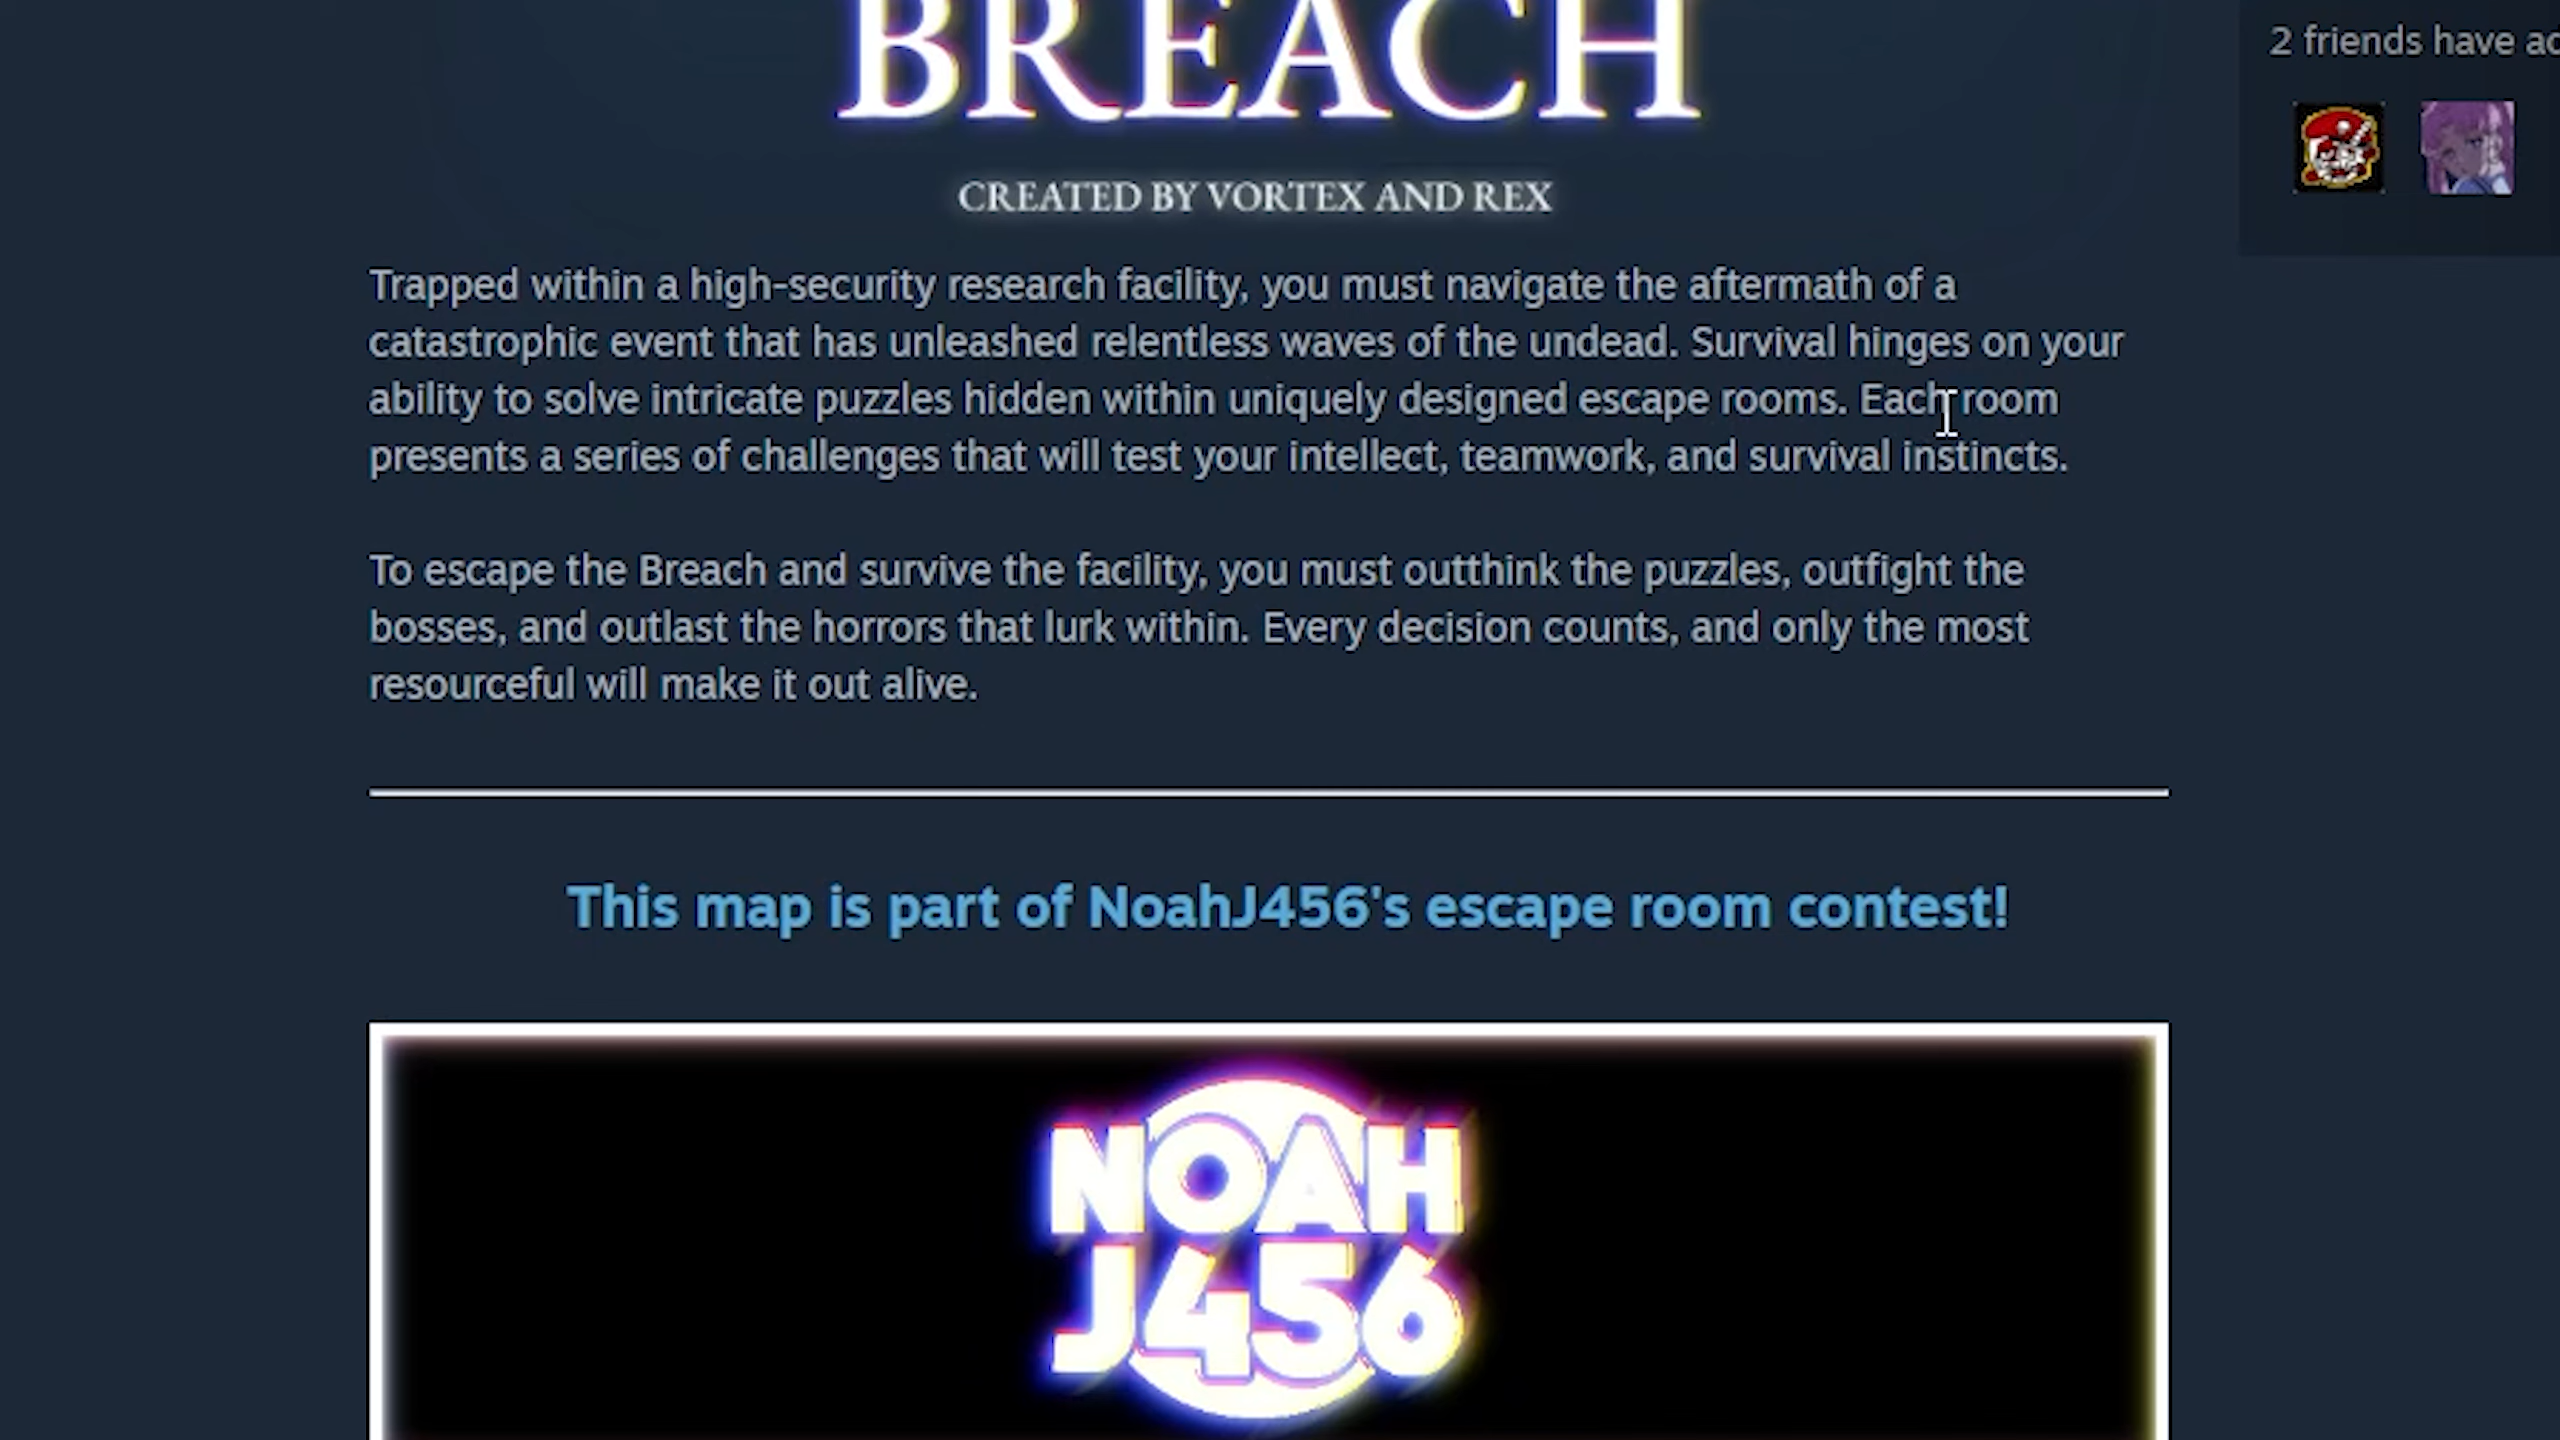 BREACH
2 friends have
CREATED BY VORTEX AND REX
Trapped within a high-security research facility, you must navigate the aftermath of a
catastrophic event that has unleashed relentless waves of the undead. Survival hinges on your
ability to solve intricate puzzles hidden within uniquely designed escape rooms. Each room
presents a series of challenges that will test your intellect, teamwork, and survival instincts.
To escape the Breach and survive the facility, you must outthink the puzzles, outfight the
bosses, and outlast the horrors that lurk within. Every decision counts, and only the most
resourceful will make it out alive.
This map is part of NoahJ456's escape room contest!
NOAH
J456